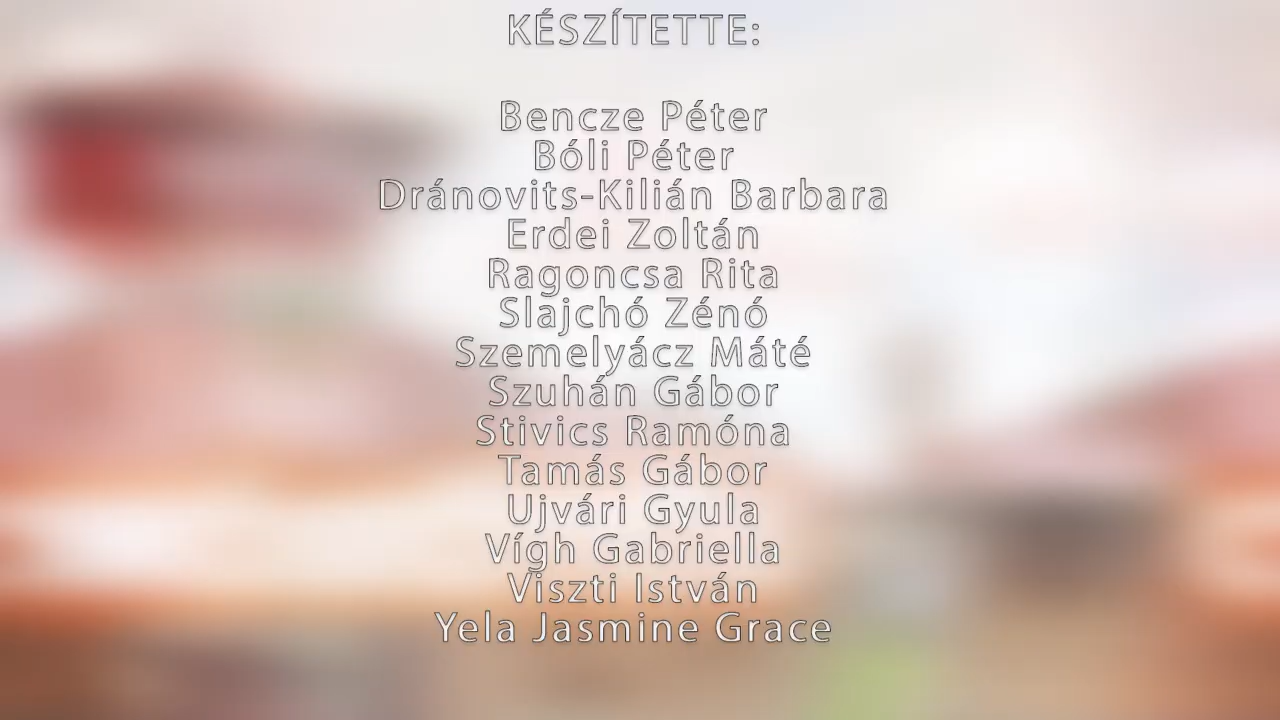 KÉSZÍTETTE:
Bencze Péter
Bóli Péter
Dránovits-Kilián Barbara
Erdei Zoltán
Ragoncsa Rita
Slajchó Zénó
Szemelyácz Máté
Szuhán Gábor
Stivics Ramóna
Tamás Gábor
Ujvári Gyula
Vígh Gabriella
Viszti István
Yela Jasmine Grace